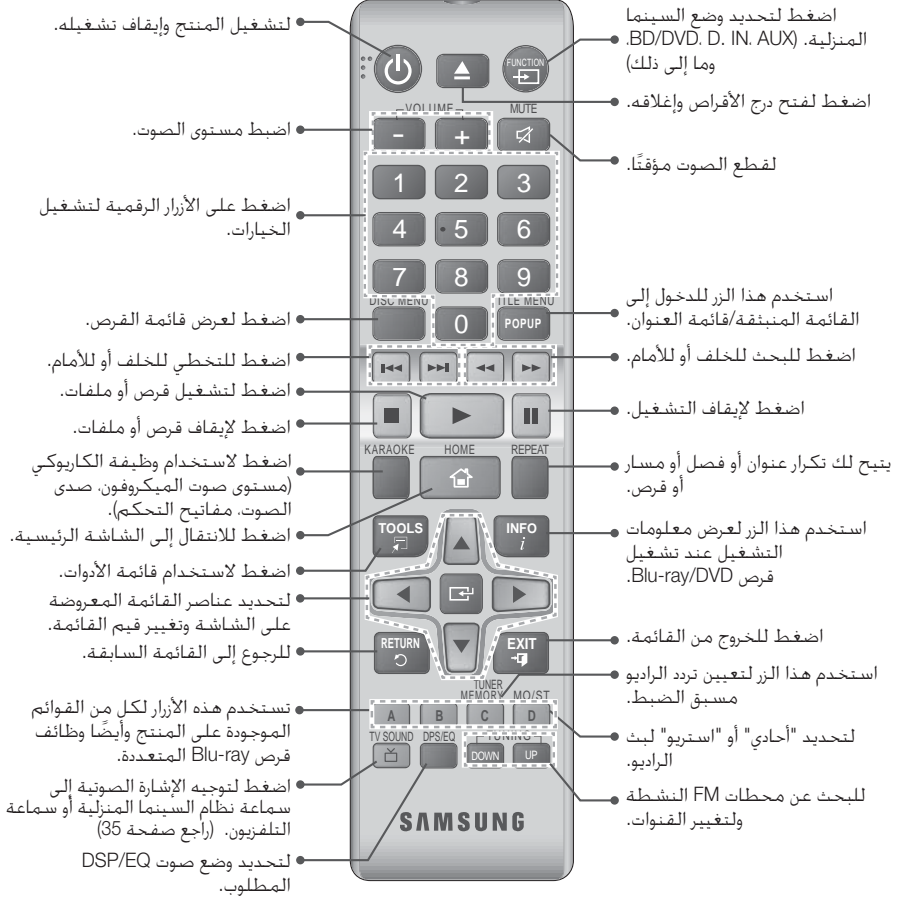 اضغط لتحديد وضع السينما
المنزلية. (BD/DVD، D. IN، AUX،
وما إلى ذلك)
اضغط لفتح درج الأقراص وإغلاقه.
لقطع الصوت مؤقتًا.
استخدم هذا الزر للدخول إلى
القائمة المنبثقة/قائمة العنوان.
اضغط للبحث للخلف أو للأمام.
اضغط لإيقاف التشغيل.
يتيح لك تكرار عنوان أو فصل أو مسار
أو قرص.
استخدم هذا الزر لعرض معلومات
التشغيل عند تشغيل
قرص Blu-ray/DVD.
اضغط للخروج من القائمة.
استخدم هذا الزر لتعيين تردد الراديو
مسبق الضبط.
لتحديد "أحادي" أو "استريو" لبث
الراديو.
للبحث عن محطات FM النشطة
ولتغيير القنوات.
FUNCTION
VOLUME
MUTE
- +
1 2 3
4 5 6
7 8 9
DISC MENU
TITLE MENU
0
POPUP
KARAOKE
HOME
REPEAT
TOOLS
INFO
i
RETURN
EXIT
TUNER
MEMORY
MO/ST
A B C D
TV SOUND
DPS/EQ
TUNING
DOWN
UP
SAMSUNG
لتشغيل المنتج وإيقاف تشغيله.
اضبط مستوى الصوت.
اضغط على الأزرار الرقمية لتشغيل
الخيارات.
اضغط لعرض قائمة القرص.
اضغط للتخطي للخلف أو للأمام.
اضغط لتشغيل قرص أو ملفات.
اضغط لإيقاف قرص أو ملفات.
اضغط لاستخدام وظيفة الكاريوكي
(مستوى صوت الميكروفون، صدى
الصوت، مفاتيح التحكم).
اضغط للانتقال إلى الشاشة الرئيسية.
اضغط لاستخدام قائمة الأدوات.
لتحديد عناصر القائمة المعروضة
على الشاشة وتغيير قيم القائمة.
للرجوع إلى القائمة السابقة.
تستخدم هذه الأزرار لكل من القوائم
الموجودة على المنتج وأيضًا وظائف
قرص Blu-ray المتعددة.
اضغط لتوجيه الإشارة الصوتية إلى
سماعة نظام السينما المنزلية أو سماعة
التلفزيون. (راجع صفحة 35)
لتحديد وضع صوت DSP/EQ
المطلوب.